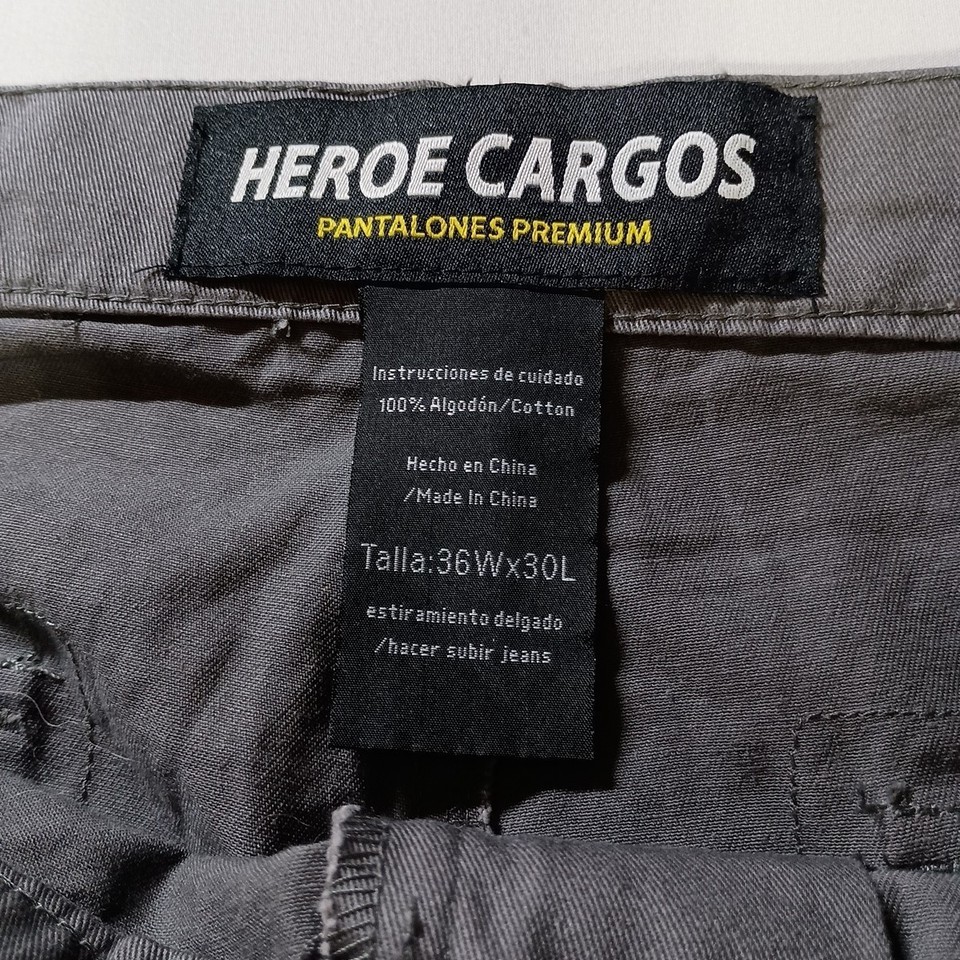 HEROE CARGOS
PANTALONES PREMIUM
Instrucciones de cuidado
100% Algodón/Cotton
Hecho en China
/Made In China
Talla:36Wx30L
estiramiento delgado
/hacer subir jeans